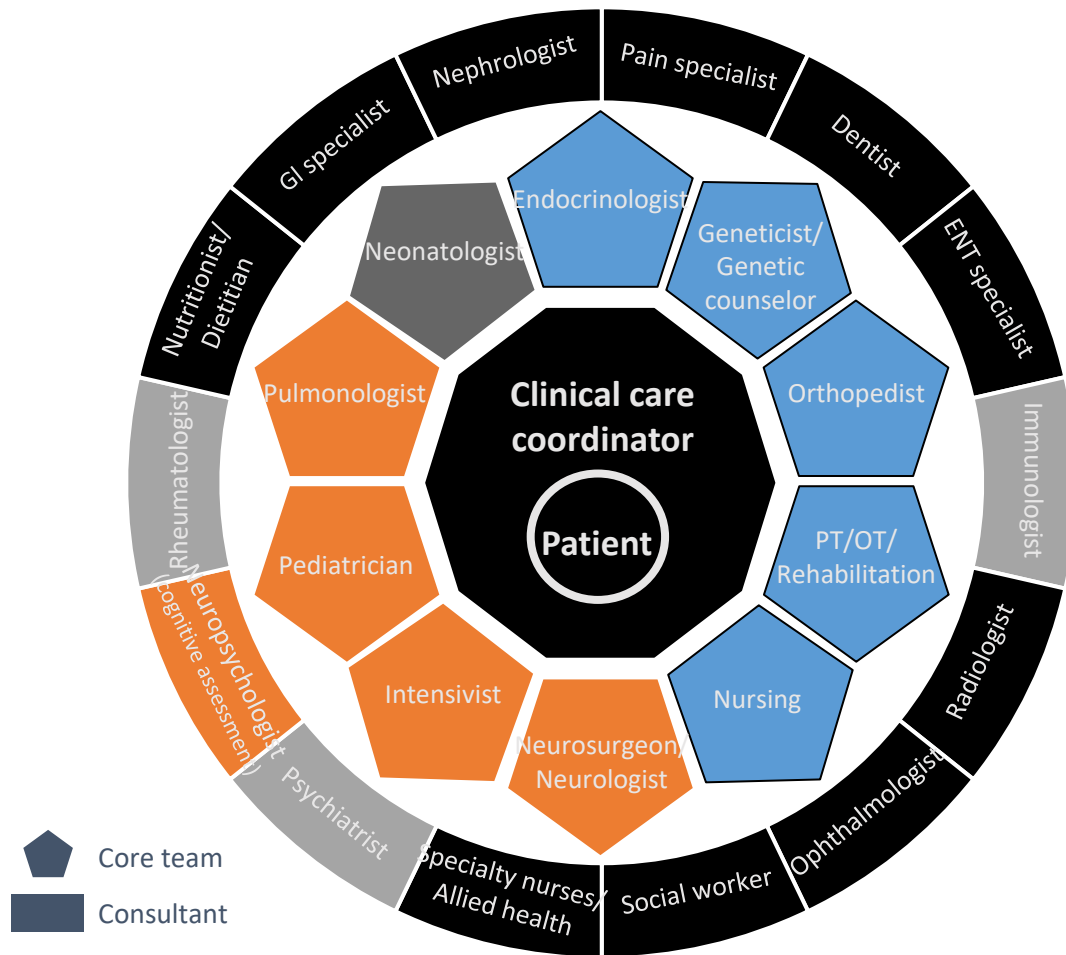 Nephrologist
Pain specialist
Dentist
ENT specialist
Immunologist
Radiologist
Ophthalmologist
Social worker
Specialty nurses/
Allied health
Psychiatrist
Neuropsychologist
(cognitive assessment)
Rheumatologist
Nutritionist/
Dietitian
GI specialist
Endocrinologist
Geneticist/
Genetic
counselor
Orthopedist
PT/OT/
Rehabilitation
Nursing
Neurosurgeon/
Neurologist
Intensivist
Pediatrician
Pulmonologist
Neonatologist
Clinical care
coordinator
Patient
Core team
Consultant